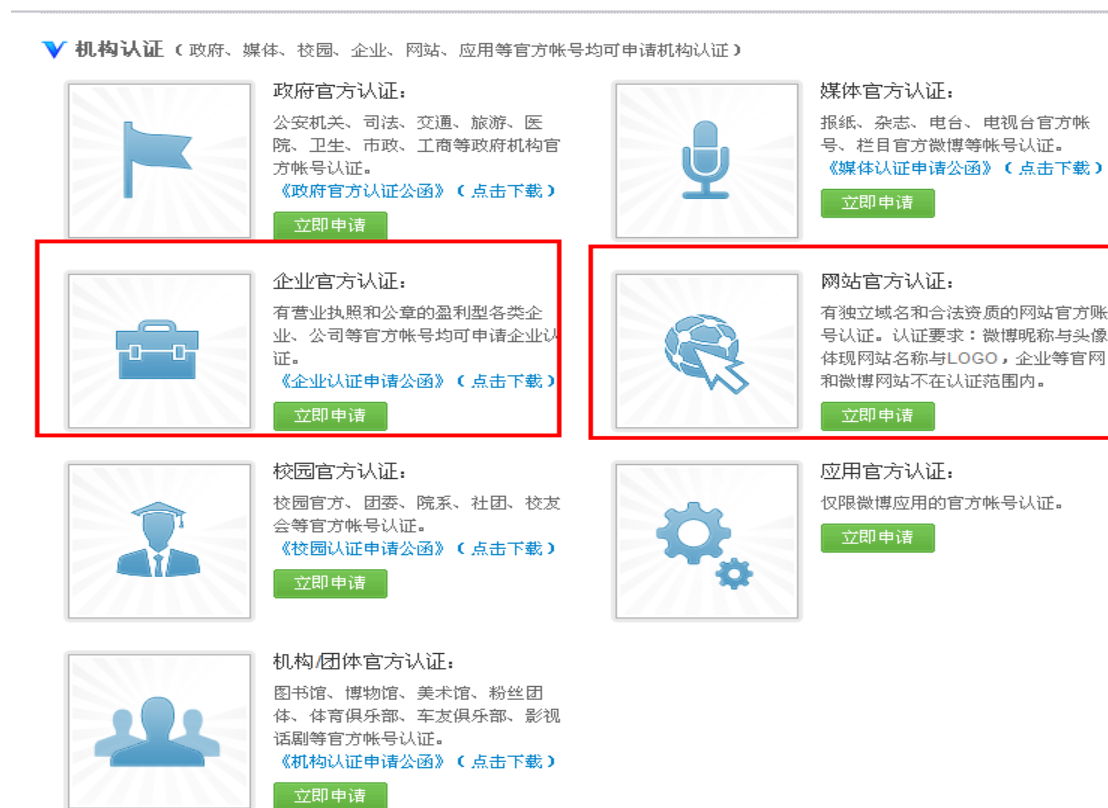 机构认证（政府、媒体、校园、企业、网站、应用等官方帐号均可申请机构认证）
政府官方认证：
公安机关、司法、交通、旅游、医
院、卫生、市政、工商等政府机构官
方帐号认证。
《政府官方认证公函》（点击下载）
立即申请
媒体官方认证：
报纸、杂志、电台、电视台官方帐
号、栏目官方微博等帐号认证。
《媒体认证申请公函》（点击下载）
立即申请
企业官方认证：
有营业执照和公章的盈利型各类企
业、公司等官方帐号均可申请企业认
证。
《企业认证申请公函》（点击下载）
立即申请
网站官方认证：
有独立域名和合法资质的网站官方账
号认证。认证要求：微博昵称与头像
体现网站名称与LOGO，企业等官网
和微博网站不在认证范围内。
立即申请
校园官方认证：
校园官方、团委、院系、社团、校友
会等官方帐号认证。
《校园认证申请公函》（点击下载）
立即申请
应用官方认证：
仅限微博应用的官方帐号认证。
立即申请
机构/团体官方认证：
图书馆、博物馆、美术馆、粉丝团
体、体育俱乐部、车友俱乐部、影视
话剧等官方帐号认证。
《机构认证申请公函》（点击下载）
立即申请